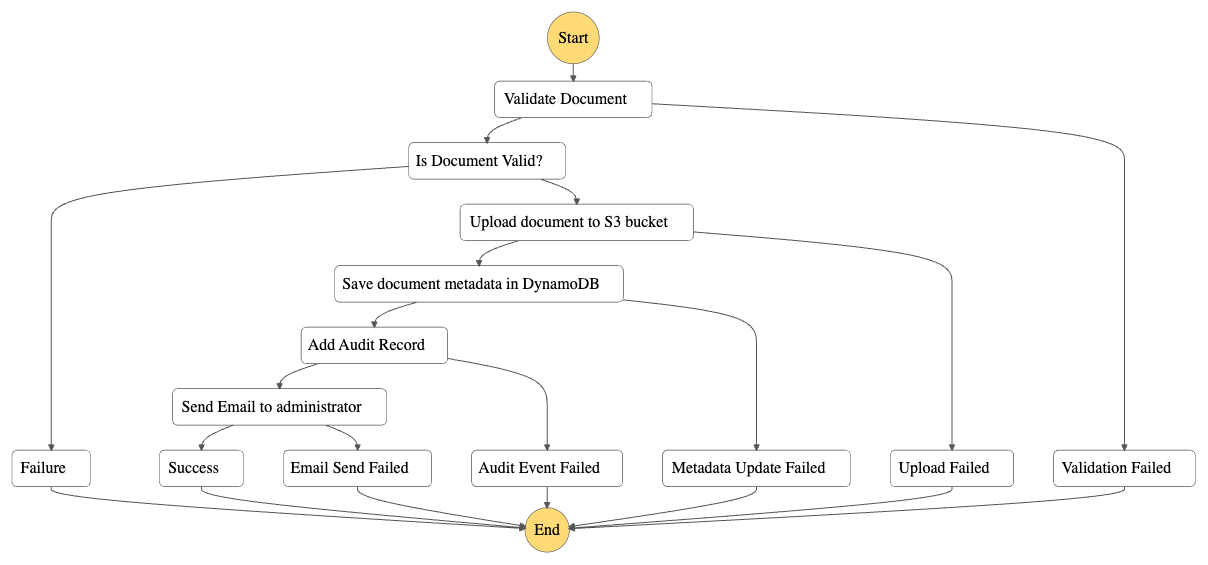 Start
Validate Document
Is Document Valid?
Upload document to S3 bucket
Save document metadata in DynamoDB
Add Audit Record
Send Email to administrator
Failure
Success
Email Send Failed
Audit Event Failed
Metadata Update Failed
Upload Failed
Validation Failed
End